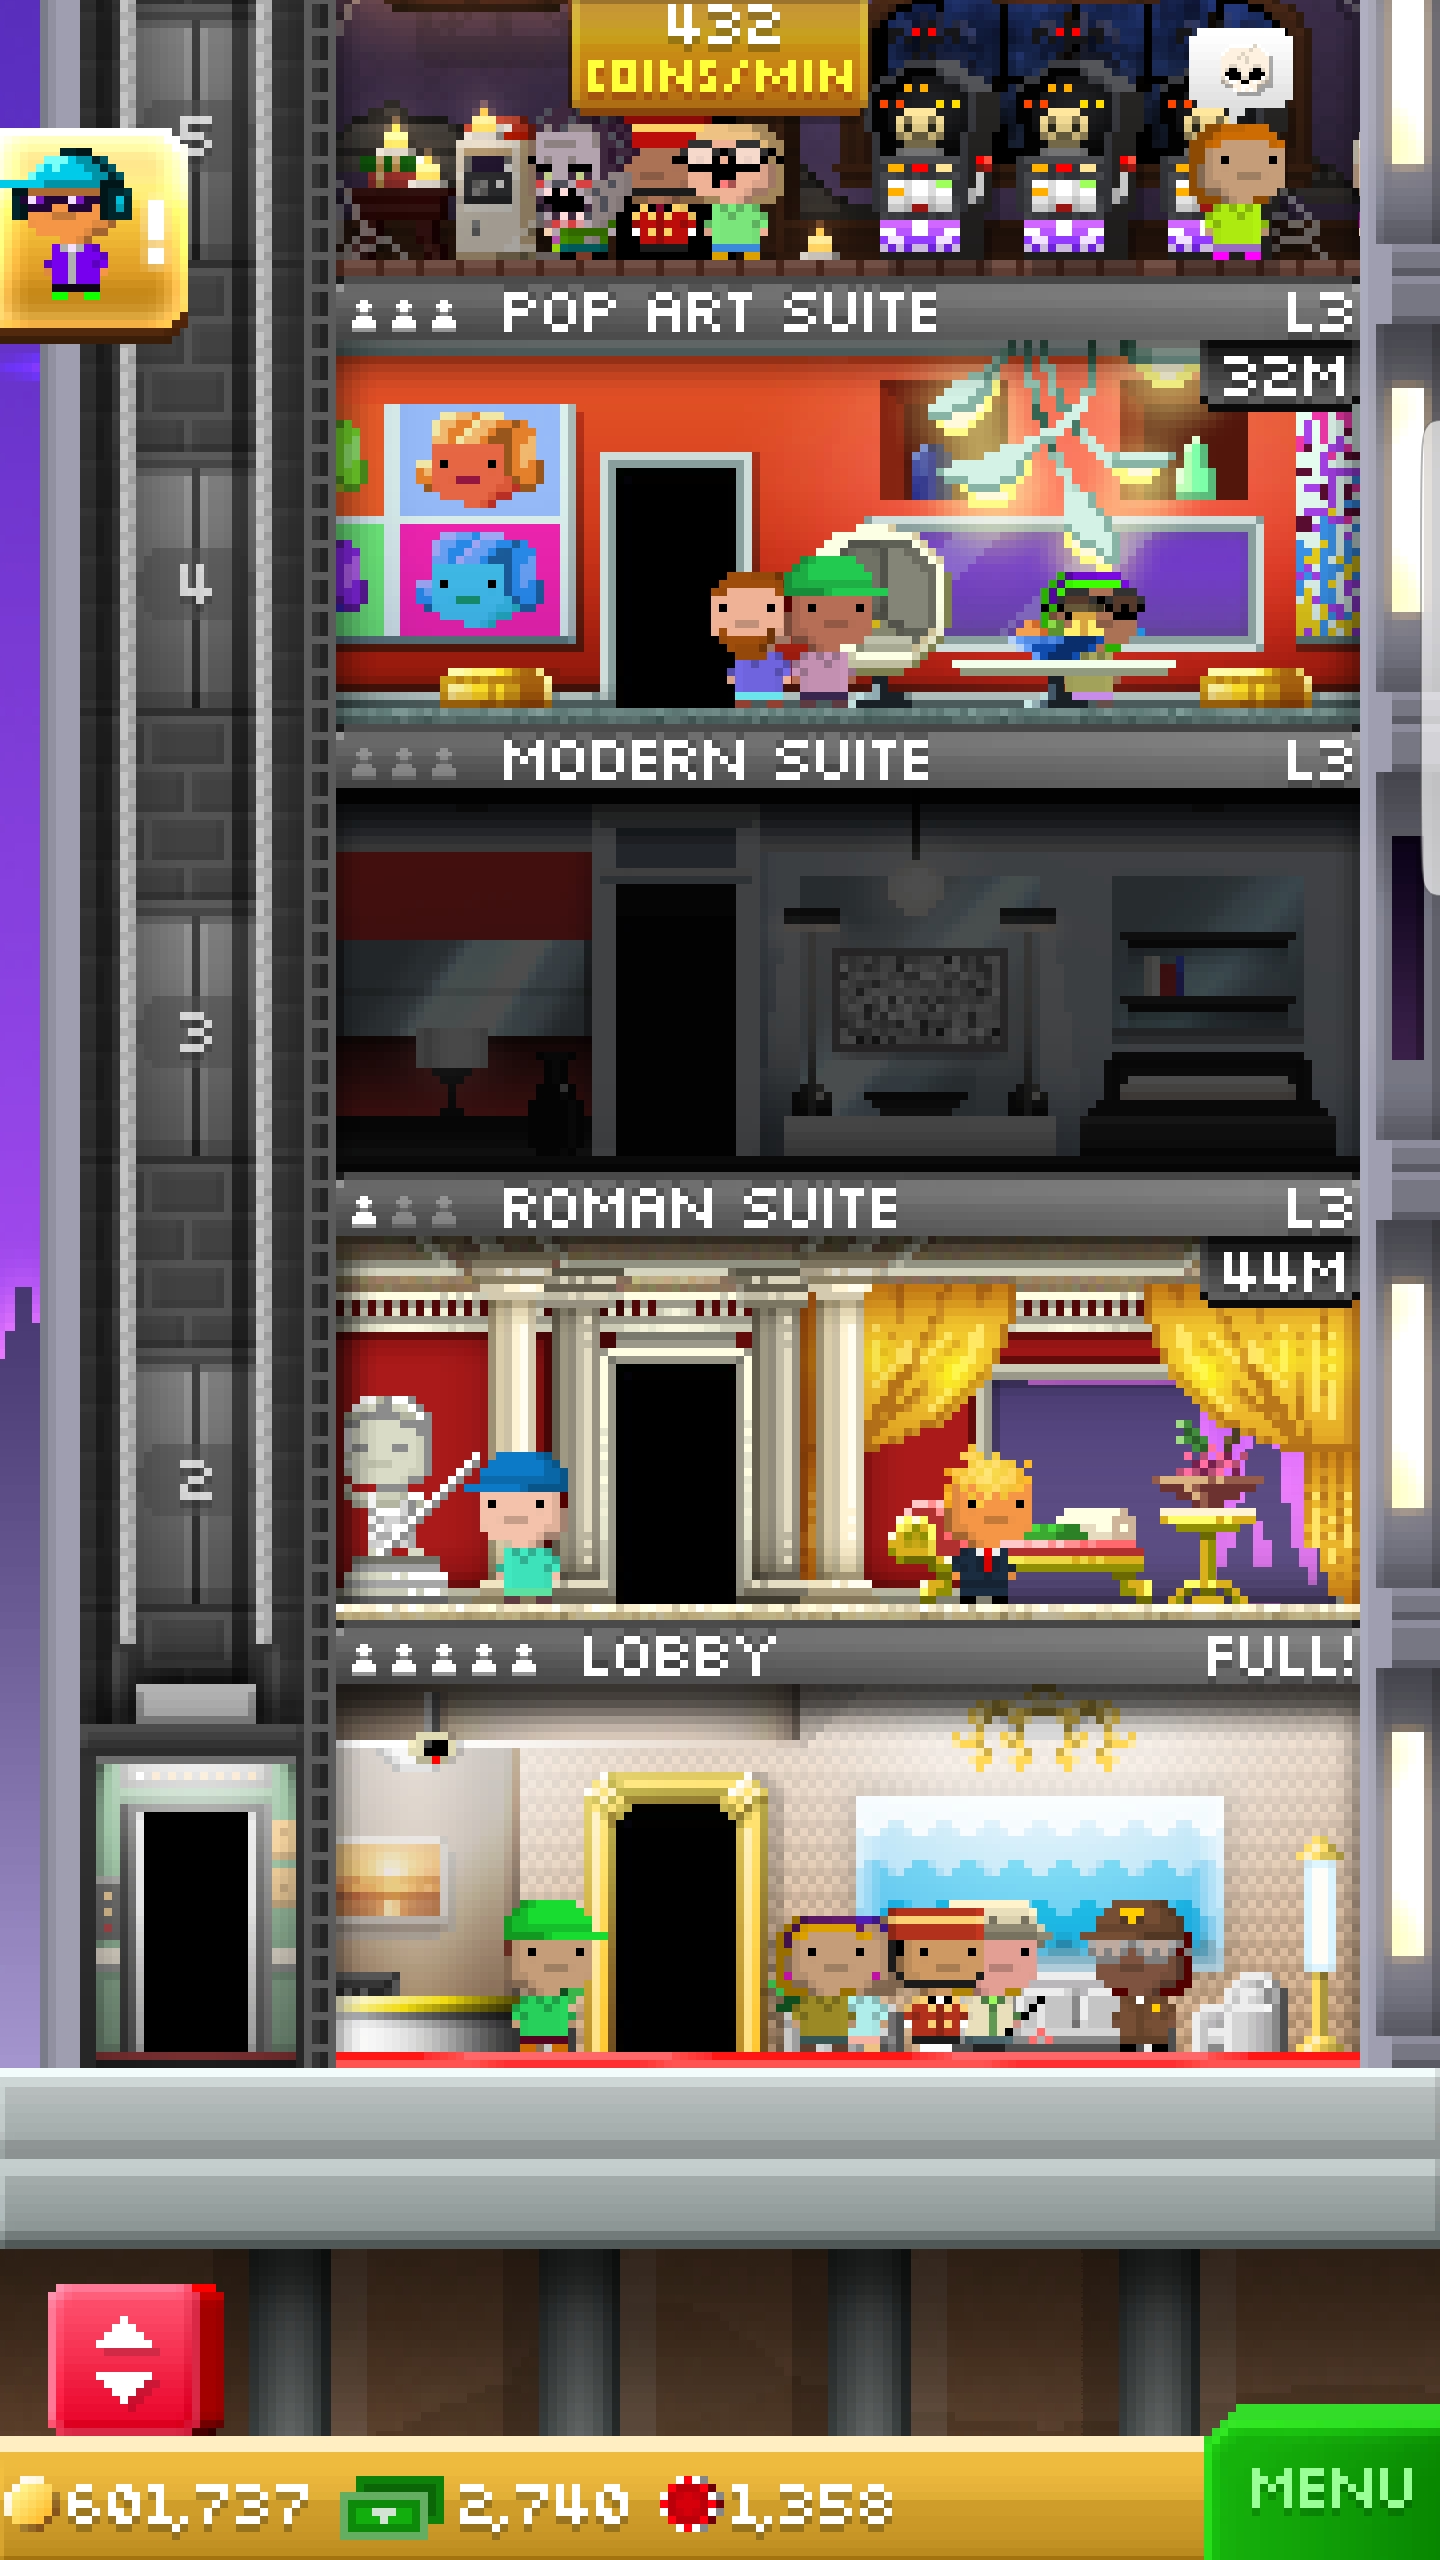 432
COINS/MIN
5
!
POP ART SUITE L3
32M
4
MODERN SUITE L3
3
ROMAN SUITE L3
44M
2
LOBBY FULL!
601,737 2,740 1,358
MENU